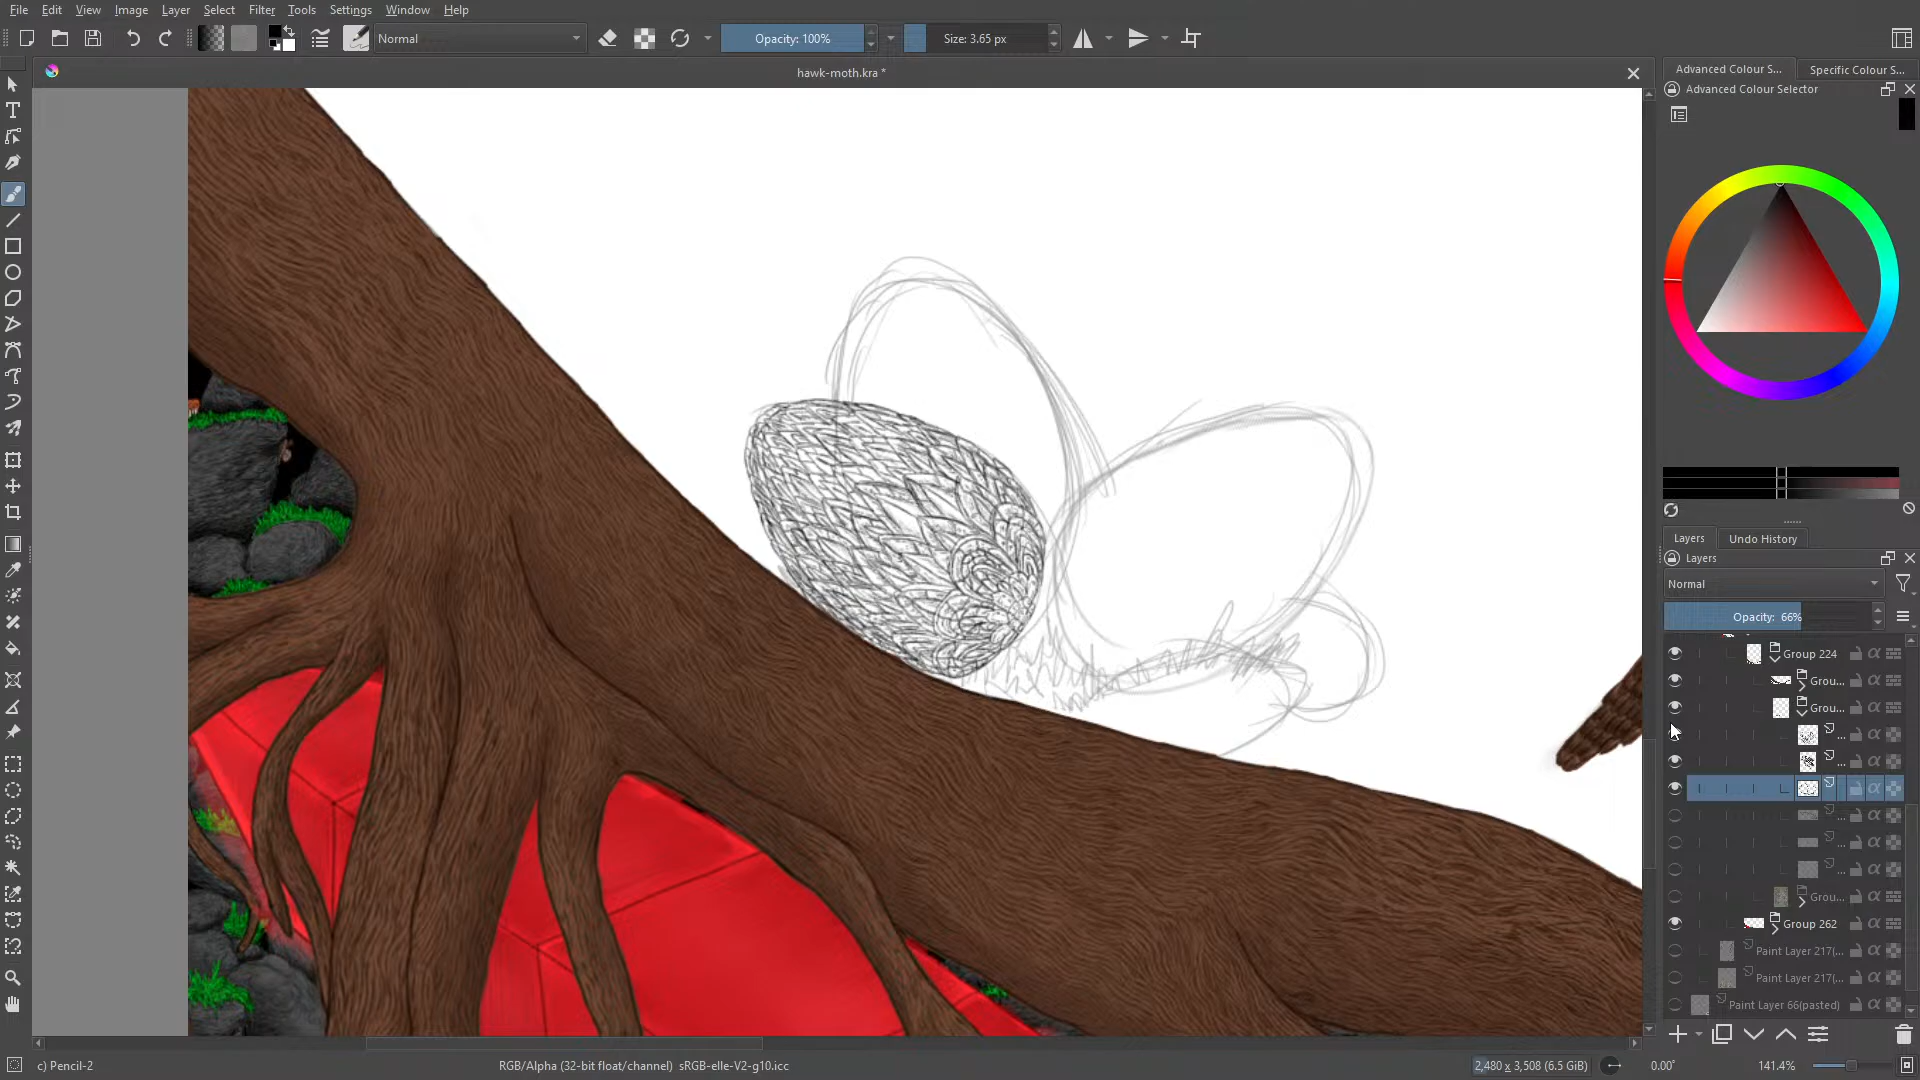 File Edit View Image Layer Select Filter Tools Settings Window Help
Normal
Opacity: 100%
Size: 3.65 px
hawk-moth.kra *
Advanced Colour S...
Specific Colour S...
Advanced Colour Selector
Layers
Undo History
Layers
Normal
Opacity: 66%
Group 224
Grou...
Grou...
...
...
...
...
...
Grou...
Group 262
Paint Layer 217(...
Paint Layer 217(...
Paint Layer 66(pasted)
c) Pencil-2
RGB/Alpha (32-bit float/channel) sRGB-elle-V2-g10.icc
2,480 x 3,508 (6.5 GiB)
0.00°
141.4%